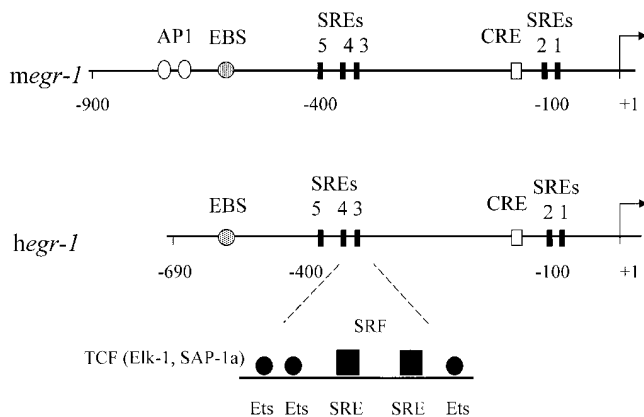 SREs SREs
AP1 EBS 5 4 3 CRE 2 1
megr-1
-900 -400 -100 +1
SREs SREs
EBS 5 4 3 CRE 2 1
hegr-1
-690 -400 -100 +1
SRF
TCF (Elk-1, SAP-1a)
Ets Ets SRE SRE Ets